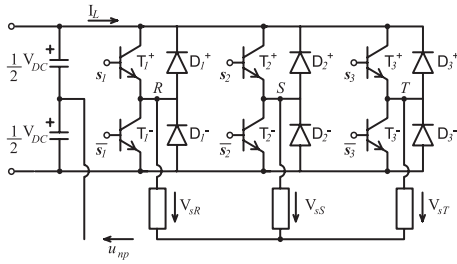 I_L
+
1/2 V_DC
s_1
T_1^+
D_1^+
R
s_2
T_2^+
D_2^+
S
s_3
T_3^+
D_3^+
T
+
1/2 V_DC
s̅_1
T_1^-
D_1^-
s̅_2
T_2^-
D_2^-
s̅_3
T_3^-
D_3^-
V_sR
V_sS
V_sT
u_np